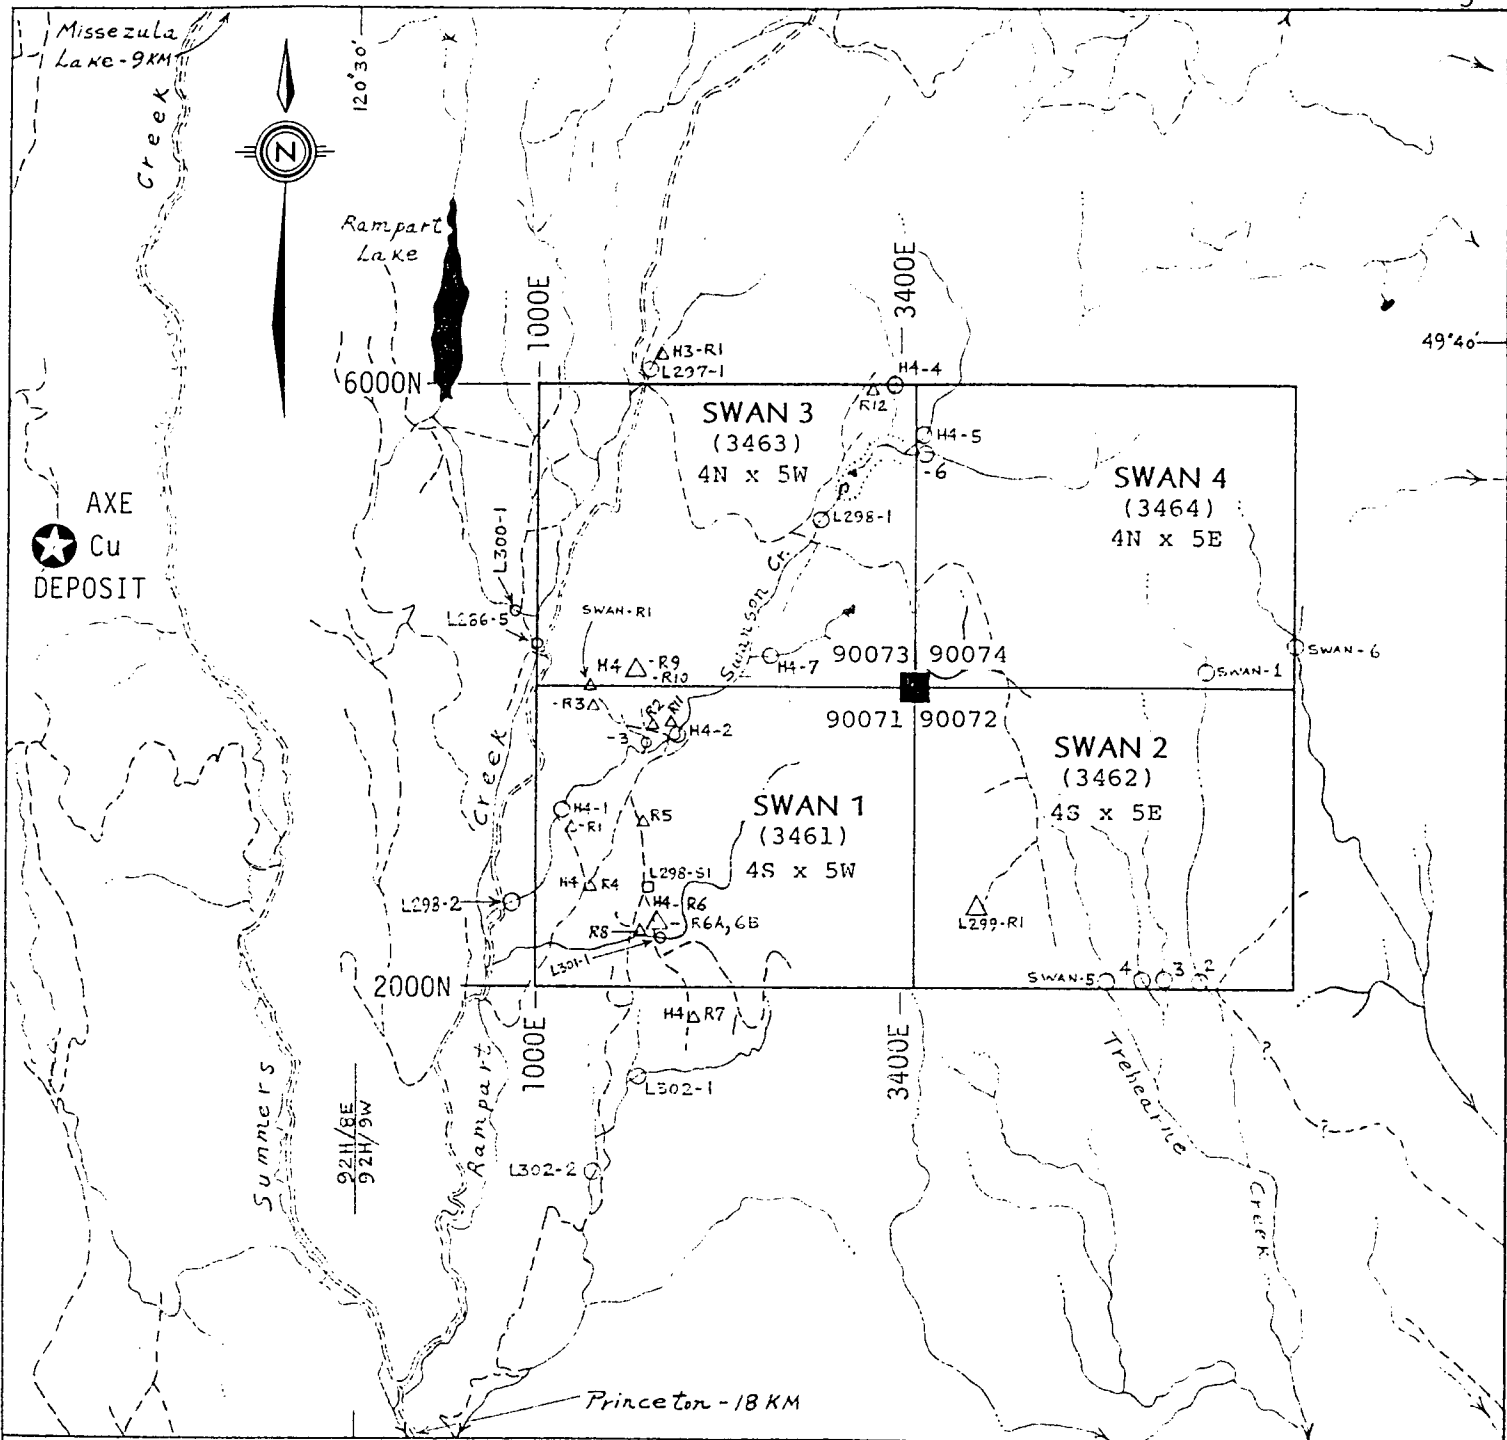 Missezula
Lake - 9 KM
120°30'
Creek
N
Rampart
Lake
1000E
3400E
49°40'
6000N
H3-R1
L297-1
H4-4
R12
SWAN 3
(3463)
4N x 5W
H4-5
-6
SWAN 4
(3464)
4N x 5E
AXE
Cu
DEPOSIT
L300-1
L298-1
Swanson Cr.
L286-5
SWAN-R1
H4 -R9
-R10
H4-7
90073 90074
SWAN-6
SWAN-1
-R3
R2
R11
-3
H4-2
90071 90072
SWAN 2
(3462)
4S x 5E
Creek
H4-1
-R1
R5
SWAN 1
(3461)
4S x 5W
H4 R4
L298-S1
L298-2
H4-R6
R6A, 6B
R8
L299-R1
L301-1
SWAN-5 4 3 2
2000N
H4 R7
1000E
3400E
L302-1
Trehearne
Creek
Summers
92H/8E
92H/9W
Rampart
L302-2
Princeton - 18 KM